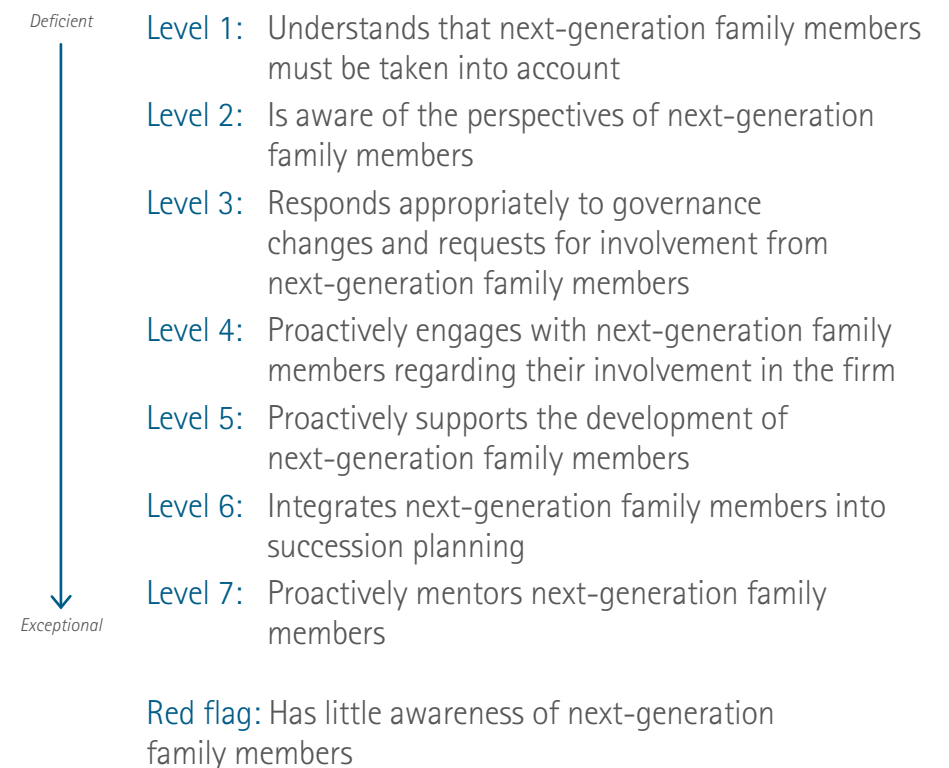 Deficient
Level 1: Understands that next-generation family members
must be taken into account
Level 2: Is aware of the perspectives of next-generation
family members
Level 3: Responds appropriately to governance
changes and requests for involvement from
next-generation family members
Level 4: Proactively engages with next-generation family
members regarding their involvement in the firm
Level 5: Proactively supports the development of
next-generation family members
Level 6: Integrates next-generation family members into
succession planning
Level 7: Proactively mentors next-generation family
members
Exceptional
Red flag: Has little awareness of next-generation
family members